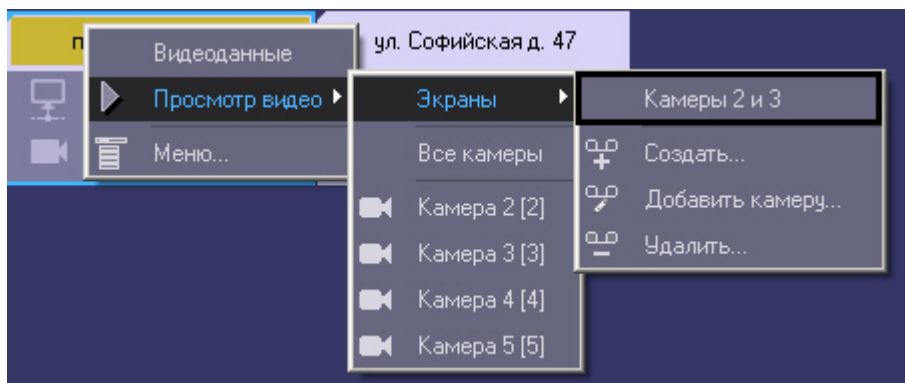 п
ул. Софийская д. 47
Видеоданные
Просмотр видео
Меню...
Экраны
Все камеры
Камера 2 [2]
Камера 3 [3]
Камера 4 [4]
Камера 5 [5]
Камеры 2 и 3
Создать...
Добавить камеру...
Удалить...